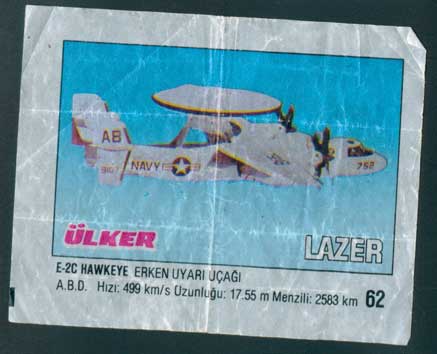 AB
NAVY
752
ÜLKER
LAZER
E-2C HAWKEYE ERKEN UYARI UÇAĞI
A.B.D. Hızı: 499 km/s Uzunluğu: 17.55 m Menzili: 2583 km 62